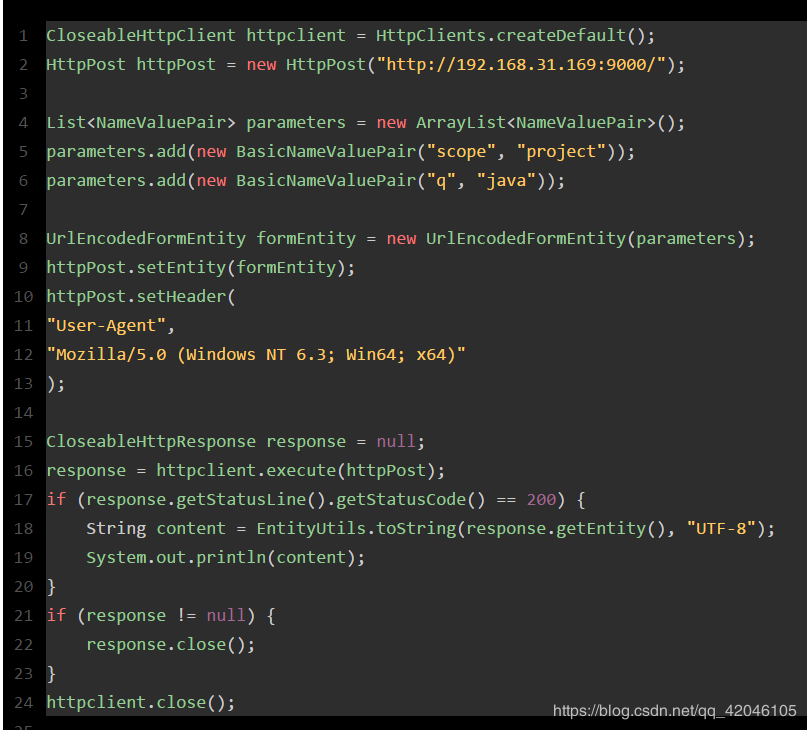 1 CloseableHttpClient httpclient = HttpClients.createDefault();
2 HttpPost httpPost = new HttpPost("http://192.168.31.169:9000/");
3
4 List<NameValuePair> parameters = new ArrayList<NameValuePair>();
5 parameters.add(new BasicNameValuePair("scope", "project"));
6 parameters.add(new BasicNameValuePair("q", "java"));
7
8 UrlEncodedFormEntity formEntity = new UrlEncodedFormEntity(parameters);
9 httpPost.setEntity(formEntity);
10 httpPost.setHeader(
11 "User-Agent",
12 "Mozilla/5.0 (Windows NT 6.3; Win64; x64)"
13 );
14
15 CloseableHttpResponse response = null;
16 response = httpclient.execute(httpPost);
17 if (response.getStatusLine().getStatusCode() == 200) {
18     String content = EntityUtils.toString(response.getEntity(), "UTF-8");
19     System.out.println(content);
20 }
21 if (response != null) {
22     response.close();
23 }
24 httpclient.close();
https://blog.csdn.net/qq_42046105
25